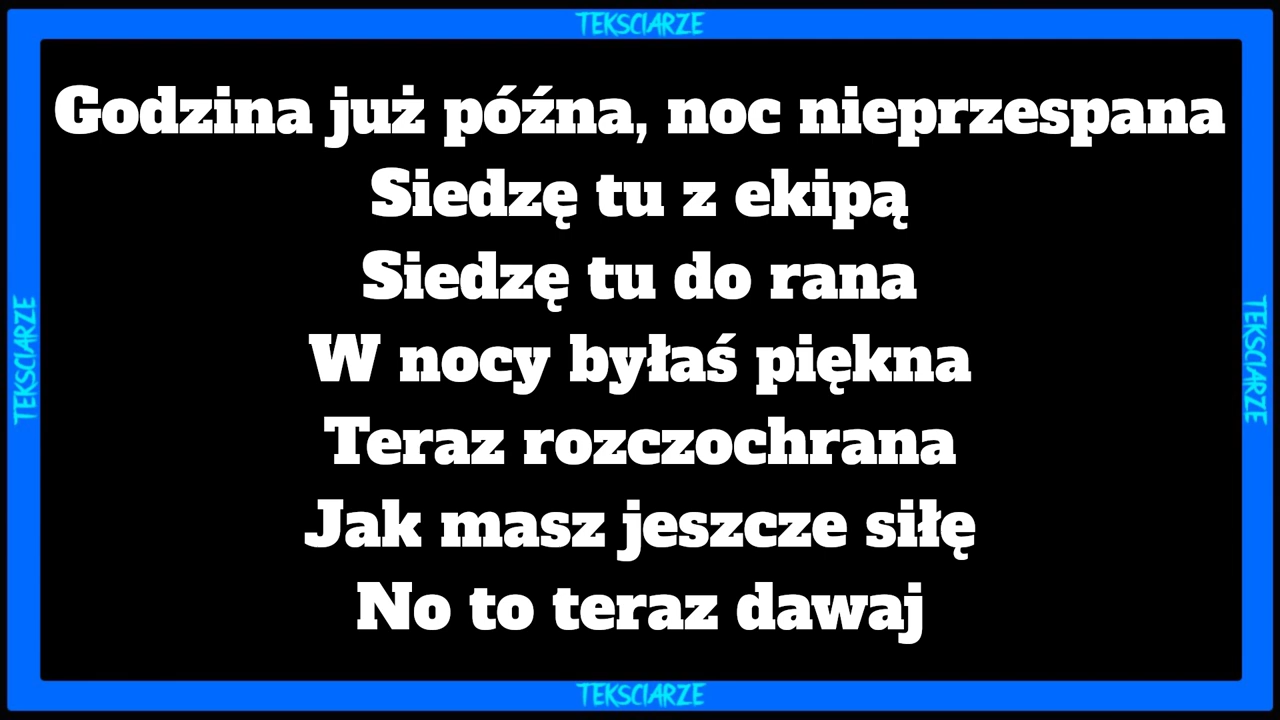 TEKSCIARZE
Godzina już późna, noc nieprzespana
Siedzę tu z ekipą
Siedzę tu do rana
W nocy byłaś piękna
Teraz rozczochrana
Jak masz jeszcze siłę
No to teraz dawaj
TEKSCIARZE
TEKSCIARZE
TEKSCIARZE